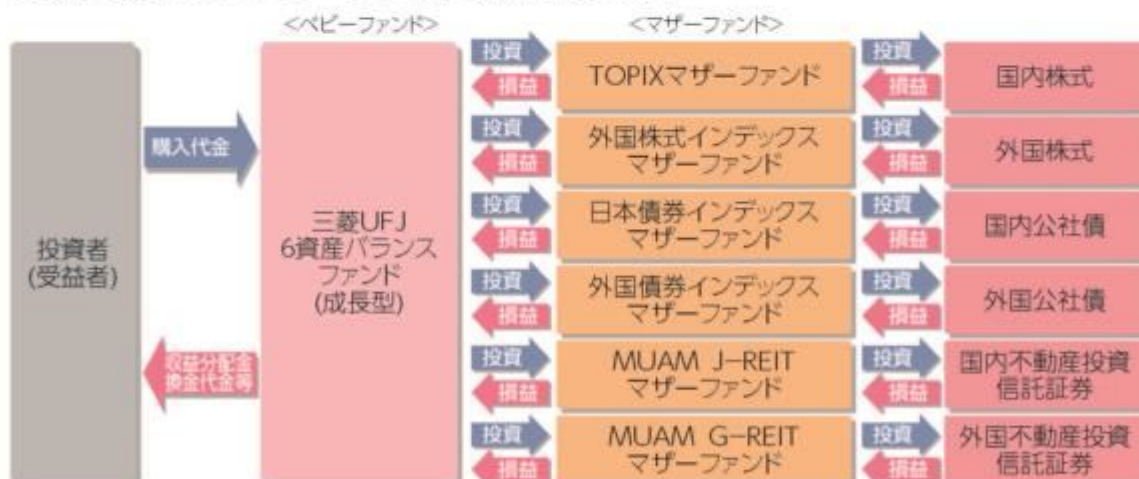 <ベビーファンド>
<マザーファンド>
投資者
(受益者)
購入代金
収益分配金
換金代金等
三菱UFJ
6資産バランス
ファンド
(成長型)
投資
損益
TOPIXマザーファンド
投資
損益
国内株式
投資
損益
外国株式インデックス
マザーファンド
投資
損益
外国株式
投資
損益
日本債券インデックス
マザーファンド
投資
損益
国内公社債
投資
損益
外国債券インデックス
マザーファンド
投資
損益
外国公社債
投資
損益
MUAM J-REIT
マザーファンド
投資
損益
国内不動産投資
信託証券
投資
損益
MUAM G-REIT
マザーファンド
投資
損益
外国不動産投資
信託証券